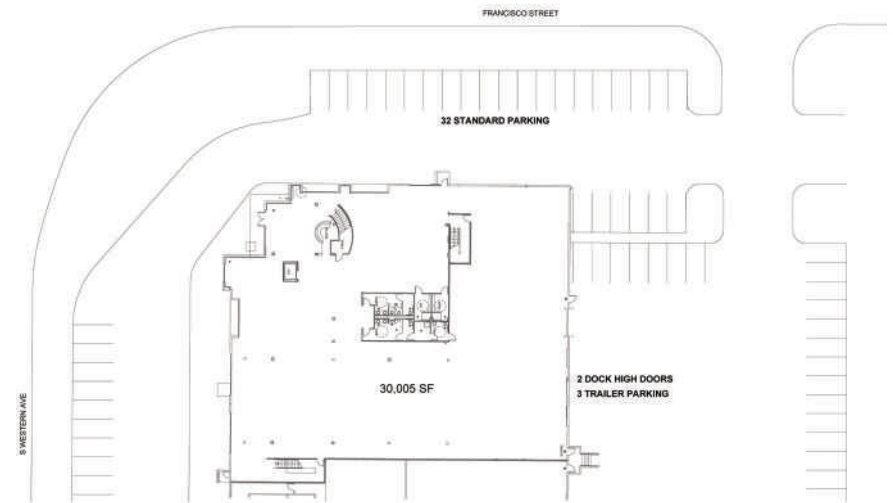 FRANCISCO STREET
32 STANDARD PARKING
30,005 SF
2 DOCK HIGH DOORS
3 TRAILER PARKING
S WESTERN AVE